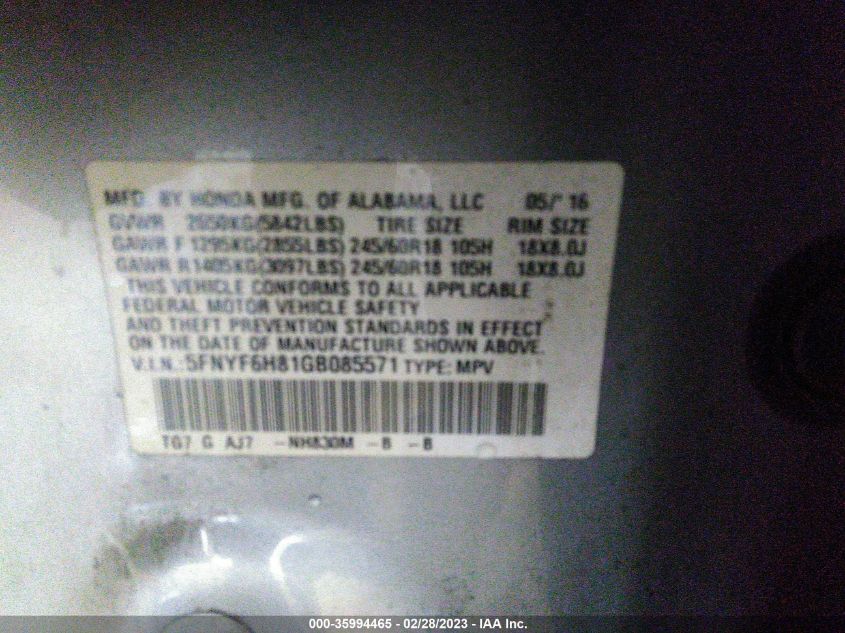 MFD. BY HONDA MFG. OF ALABAMA, LLC 05/ 16
GVWR 2650KG(5842LBS) TIRE SIZE RIM SIZE
GAWR F 1295KG(2855LBS) 245/60R18 105H 18X8.0J
GAWR R 1405KG(3097LBS) 245/60R18 105H 18X8.0J
THIS VEHICLE CONFORMS TO ALL APPLICABLE
FEDERAL MOTOR VEHICLE SAFETY
AND THEFT PREVENTION STANDARDS IN EFFECT
ON THE DATE OF MANUFACTURE SHOWN ABOVE.
V.I.N.: 5FNYF6H81GB085571 TYPE: MPV
TG7 G AJ7 -NH830M -B -B
000-35994465 - 02/28/2023 - IAA Inc.